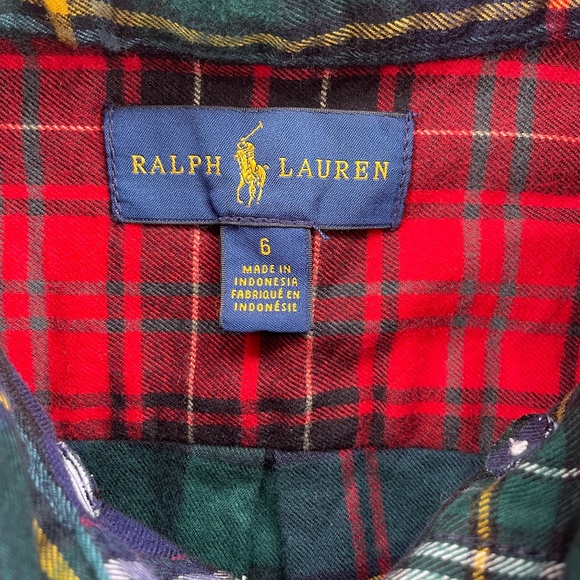 RALPH LAUREN
6
MADE IN
INDONESIA
FABRIQUÉ EN
INDONÉSIE